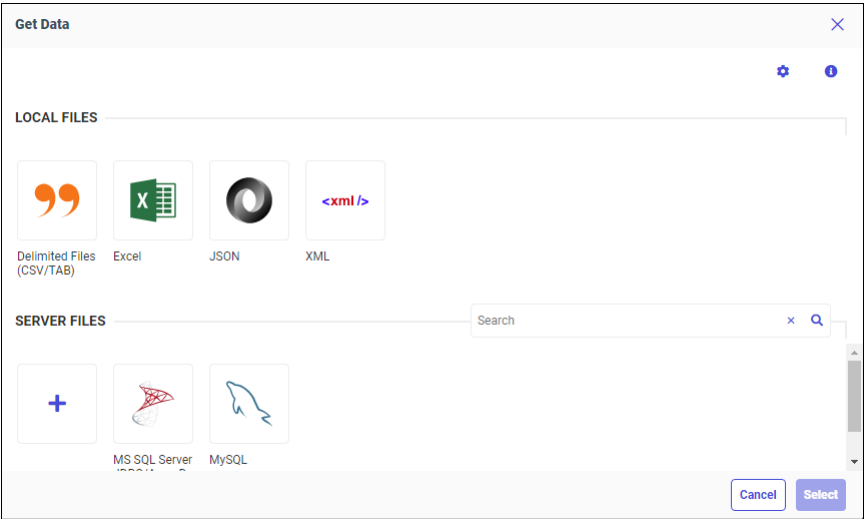 Get Data
LOCAL FILES
X
<xml />
Delimited Files
(CSV/TAB)
Excel
JSON
XML
SERVER FILES
Search
MS SQL Server
MySQL
Cancel
Select